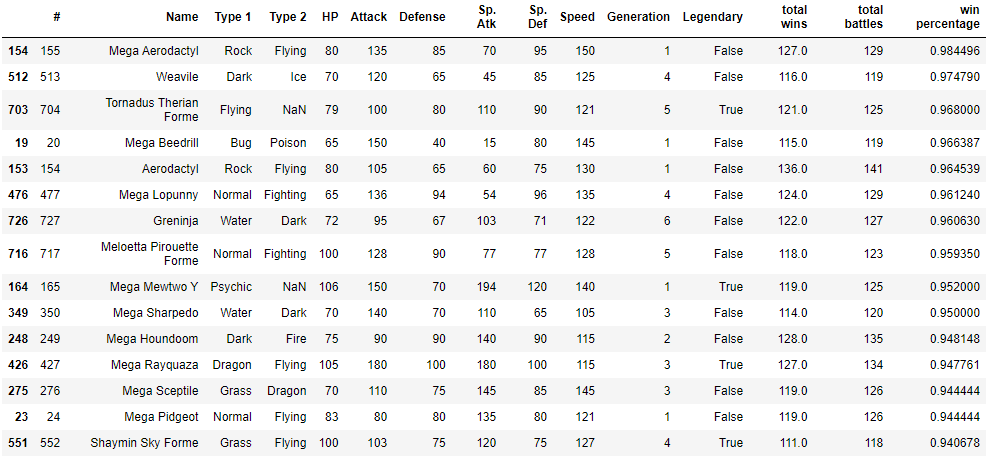 # Name Type 1 Type 2 HP Attack Defense Sp. Atk Sp. Def Speed Generation Legendary total wins total battles win percentage
154 155 Mega Aerodactyl Rock Flying 80 135 85 70 95 150 1 False 127.0 129 0.984496
512 513 Weavile Dark Ice 70 120 65 45 85 125 4 False 116.0 119 0.974790
703 704 Tornadus Therian Forme Flying NaN 79 100 80 110 90 121 5 True 121.0 125 0.968000
19 20 Mega Beedrill Bug Poison 65 150 40 15 80 145 1 False 115.0 119 0.966387
153 154 Aerodactyl Rock Flying 80 105 65 60 75 130 1 False 136.0 141 0.964539
476 477 Mega Lopunny Normal Fighting 65 136 94 54 96 135 4 False 124.0 129 0.961240
726 727 Greninja Water Dark 72 95 67 103 71 122 6 False 122.0 127 0.960630
716 717 Meloetta Pirouette Forme Normal Fighting 100 128 90 77 77 128 5 False 118.0 123 0.959350
164 165 Mega Mewtwo Y Psychic NaN 106 150 70 194 120 140 1 True 119.0 125 0.952000
349 350 Mega Sharpedo Water Dark 70 140 70 110 65 105 3 False 114.0 120 0.950000
248 249 Mega Houndoom Dark Fire 75 90 90 140 90 115 2 False 128.0 135 0.948148
426 427 Mega Rayquaza Dragon Flying 105 180 100 180 100 115 3 True 127.0 134 0.947761
275 276 Mega Sceptile Grass Dragon 70 110 75 145 85 145 3 False 119.0 126 0.944444
23 24 Mega Pidgeot Normal Flying 83 80 80 135 80 121 1 False 119.0 126 0.944444
551 552 Shaymin Sky Forme Grass Flying 100 103 75 120 75 127 4 True 111.0 118 0.940678